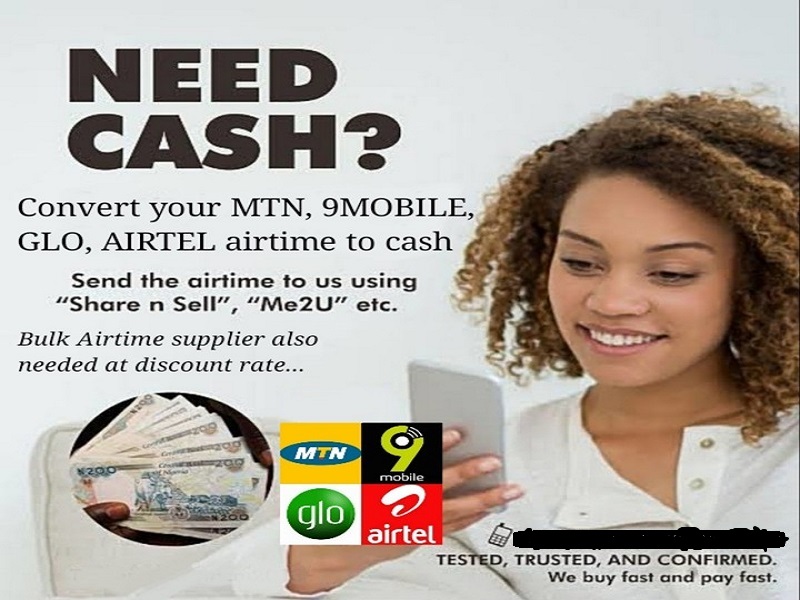 NEED
CASH?
Convert your MTN, 9MOBILE,
GLO, AIRTEL airtime to cash
Send the airtime to us using
“Share n Sell”, “Me2U” etc.
Bulk Airtime supplier also
needed at discount rate...
₦200
MTN
9
mobile
glo
airtel
TESTED, TRUSTED, AND CONFIRMED.
We buy fast and pay fast.